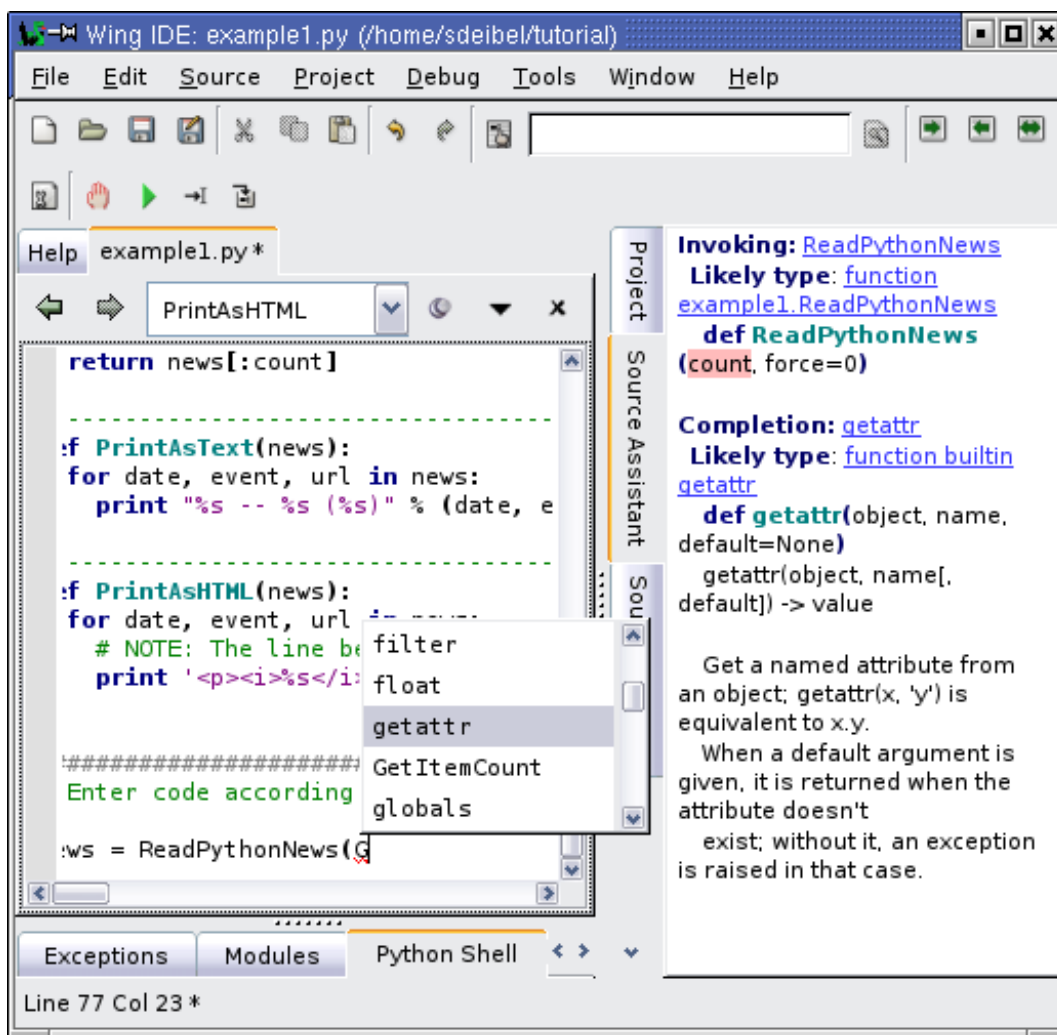 Wing IDE: example1.py (/home/sdeibel/tutorial)
File Edit Source Project Debug Tools Window Help
Help example1.py*
PrintAsHTML
return news[:count]
-----------------------------------
ef PrintAsText(news):
for date, event, url in news:
print "%s -- %s (%s)" % (date, e
-----------------------------------
ef PrintAsHTML(news):
for date, event, url in news:
# NOTE: The line be
print '<p><i>%s</i>
########################
Enter code according
ews = ReadPythonNews(G
filter
float
getattr
GetItemCount
globals
Project
Source Assistant
Sou
Invoking: ReadPythonNews
Likely type: function
example1.ReadPythonNews
def ReadPythonNews
(count, force=0)
Completion: getattr
Likely type: function builtin
getattr
def getattr(object, name,
default=None)
getattr(object, name[,
default]) -> value
Get a named attribute from
an object; getattr(x, 'y') is
equivalent to x.y.
When a default argument is
given, it is returned when the
attribute doesn't
exist; without it, an exception
is raised in that case.
Exceptions Modules Python Shell
Line 77 Col 23 *